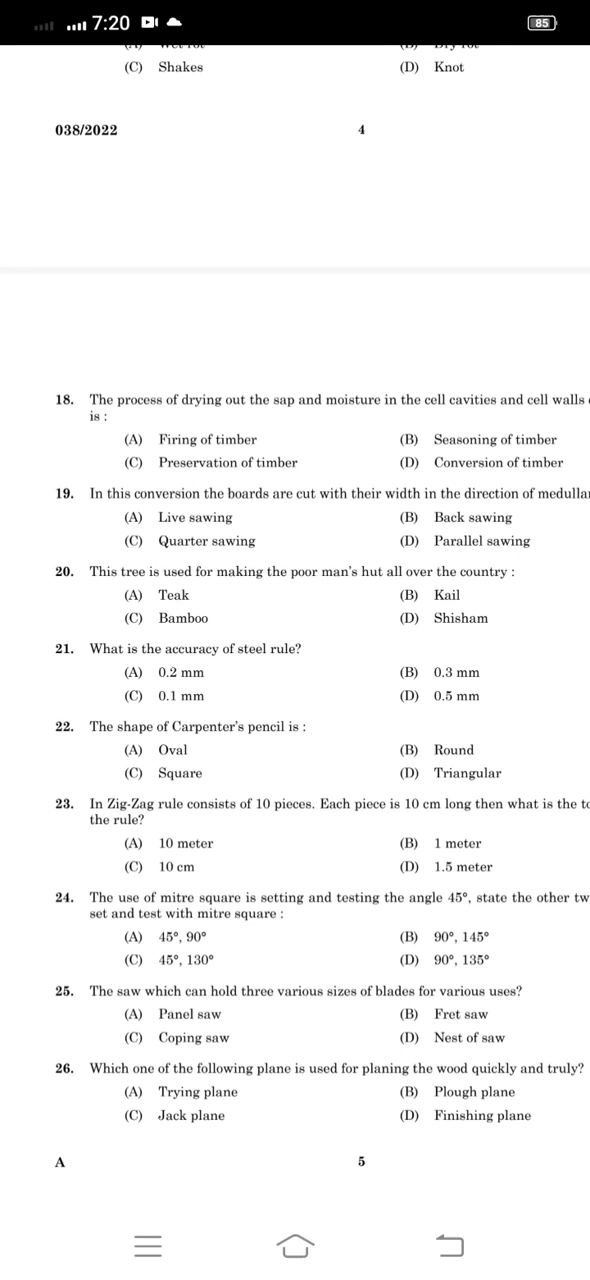 7:20 85
(C) Shakes (D) Knot
038/2022 4
18. The process of drying out the sap and moisture in the cell cavities and cell walls
is :
(A) Firing of timber (B) Seasoning of timber
(C) Preservation of timber (D) Conversion of timber
19. In this conversion the boards are cut with their width in the direction of
(A) Live sawing (B) Back sawing
(C) Quarter sawing (D) Parallel sawing
20. This tree is used for making the poor man's hut all over the country :
(A) Teak (B) Kail
(C) Bamboo (D) Shisham
21. What is the accuracy of steel rule?
(A) 0.2 mm (B) 0.3 mm
(C) 0.1 mm (D) 0.5 mm
22. The shape of Carpenter's pencil is :
(A) Oval (B) Round
(C) Square (D) Triangular
23. In Zig-Zag rule consists of 10 pieces. Each piece is 10 cm long then what is the
the rule?
(A) 10 meter (B) 1 meter
(C) 10 cm (D) 1.5 meter
24. The use of mitre square is setting and testing the angle 45°, state the other
set and test with mitre square :
(A) 45°, 90° (B) 90°, 145°
(C) 45°, 130° (D) 90°, 135°
25. The saw which can hold three various sizes of blades for various uses?
(A) Panel saw (B) Fret saw
(C) Coping saw (D) Nest of saw
26. Which one of the following plane is used for planing the wood quickly and truly?
(A) Trying plane (B) Plough plane
(C) Jack plane (D) Finishing plane
A 5